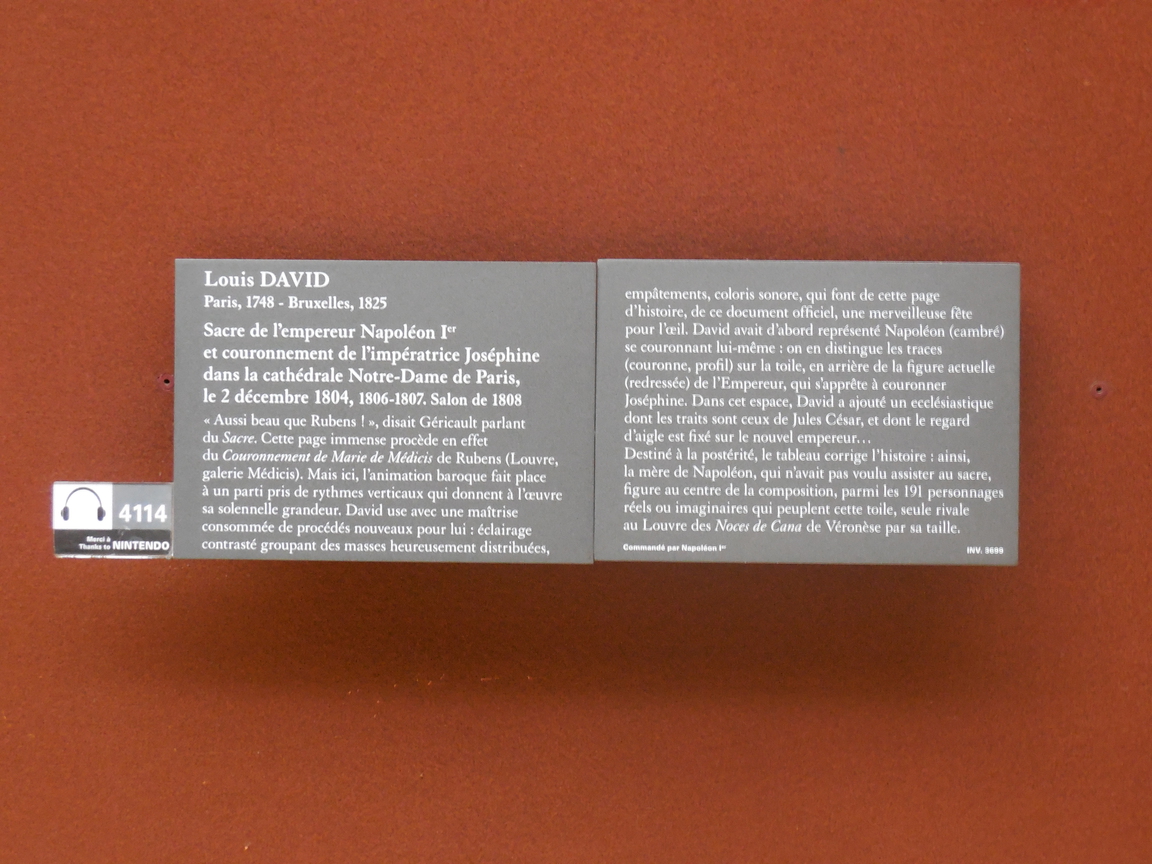 Louis DAVID
Paris, 1748 - Bruxelles, 1825
Sacre de l'empereur Napoléon Ier
et couronnement de l'impératrice Joséphine
dans la cathédrale Notre-Dame de Paris,
le 2 décembre 1804, 1806-1807. Salon de 1808
« Aussi beau que Rubens ! », disait Géricault parlant
du Sacre. Cette page immense procède en effet
du Couronnement de Marie de Médicis de Rubens (Louvre,
galerie Médicis). Mais ici, l'animation baroque fait place
à un parti pris de rythmes verticaux qui donnent à l'œuvre
sa solennelle grandeur. David use avec une maîtrise
consommée de procédés nouveaux pour lui : éclairage
contrasté groupant des masses heureusement distribuées,
empâtements, coloris sonore, qui font de cette page
d'histoire, de ce document officiel, une merveilleuse fête
pour l'œil. David avait d'abord représenté Napoléon (cambré)
se couronnant lui-même : on en distingue les traces
(couronne, profil) sur la toile, en arrière de la figure actuelle
(redressée) de l'Empereur, qui s'apprête à couronner
Joséphine. Dans cet espace, David a ajouté un ecclésiastique
dont les traits sont ceux de Jules César, et dont le regard
d'aigle est fixé sur le nouvel empereur...
Destiné à la postérité, le tableau corrige l'histoire : ainsi,
la mère de Napoléon, qui n'avait pas voulu assister au sacre,
figure au centre de la composition, parmi les 191 personnages
réels ou imaginaires qui peuplent cette toile, seule rivale
au Louvre des Noces de Cana de Véronèse par sa taille.
Commandé par Napoléon Ier
INV. 3699
4114
Merci à
Thanks to NINTENDO